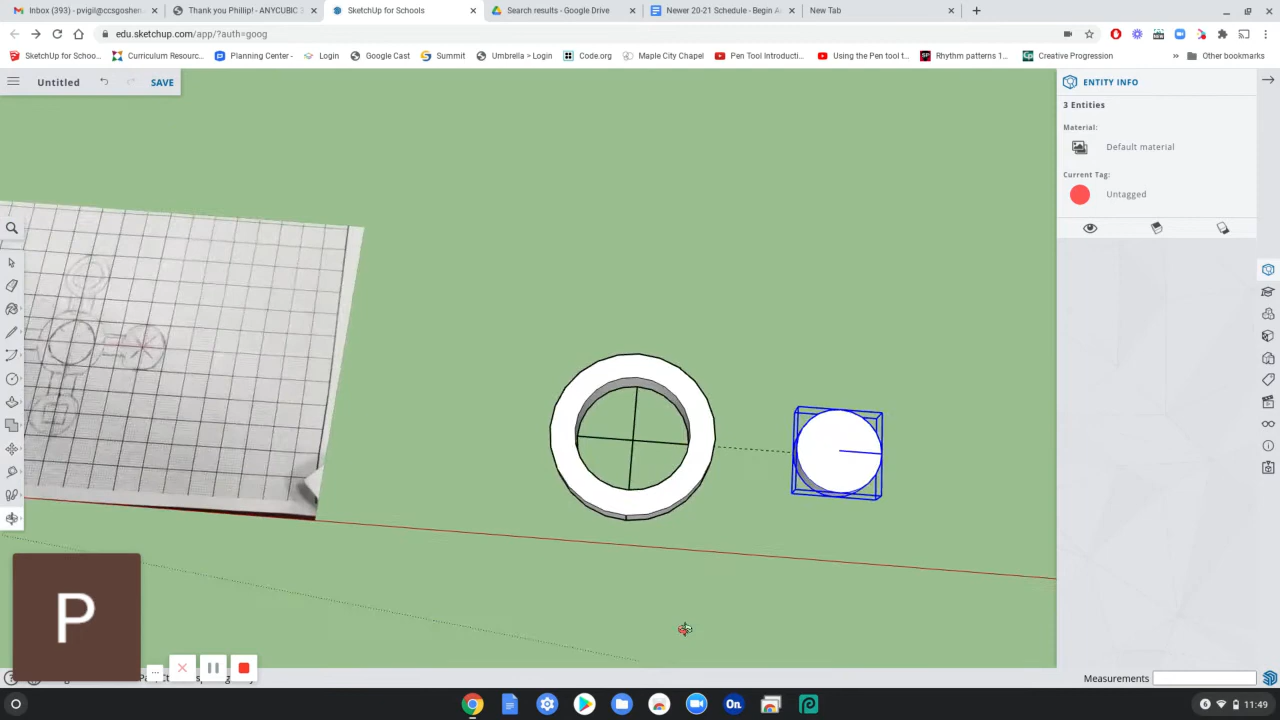 Inbox (393) - pvigil@ccsgoshen.
Thank you Phillip! - ANYCUBIC 3
SketchUp for Schools
Search results - Google Drive
Newer 20-21 Schedule - Begin A
New Tab
edu.sketchup.com/app/?auth=goog
SketchUp for Schoo...
Curriculum Resourc...
Planning Center -
Login
Google Cast
Summit
Umbrella > Login
Code.org
Maple City Chapel
Pen Tool Introducti...
Using the Pen tool t...
Rhythm patterns 1...
Creative Progression
»
Other bookmarks
Untitled
SAVE
ENTITY INFO
3 Entities
Material:
Default material
Current Tag:
Untagged
P
...
Measurements
On
6
11:49